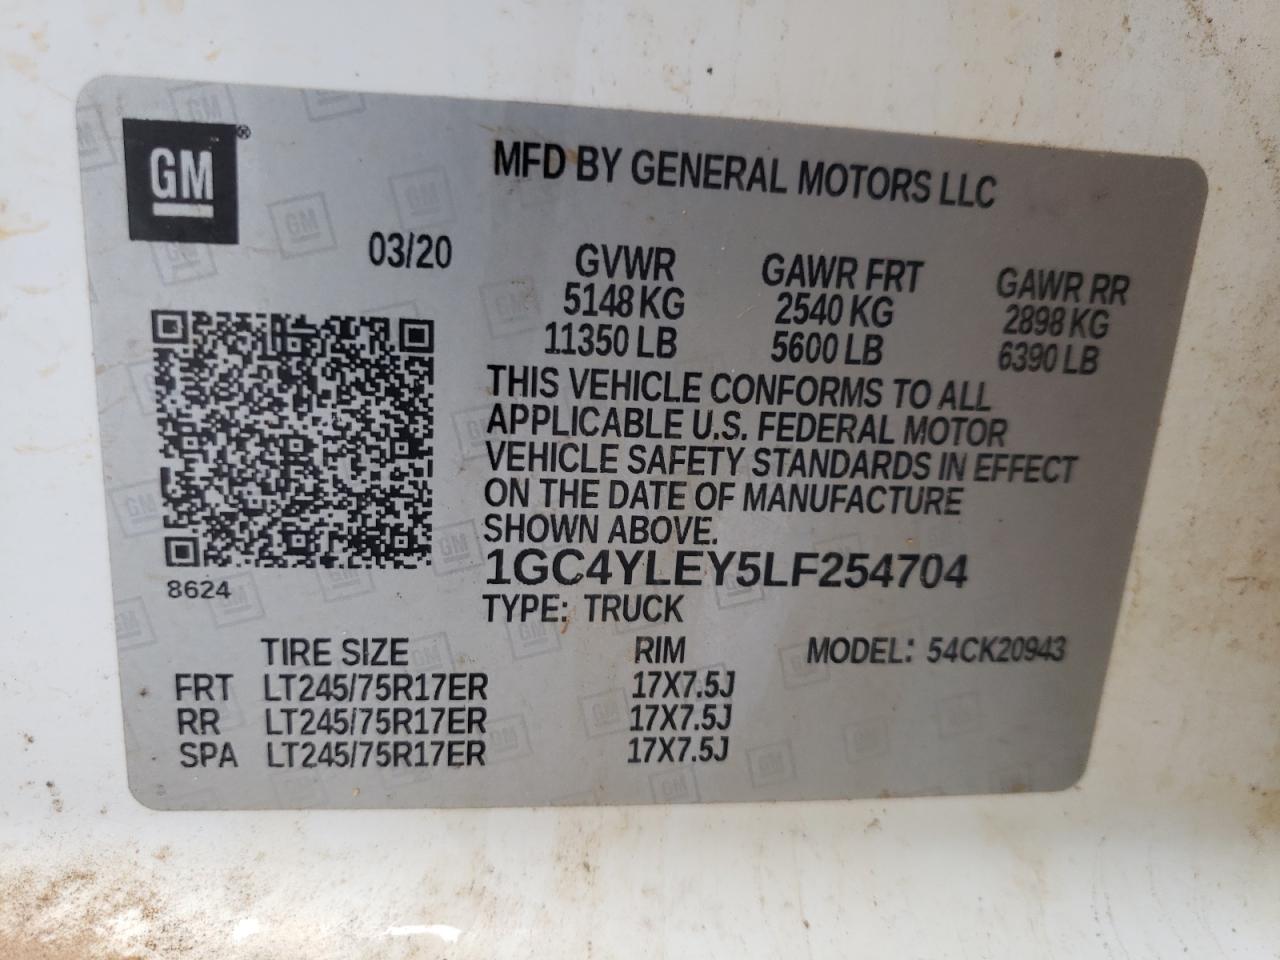 GM®
MFD BY GENERAL MOTORS LLC
03/20
GVWR GAWR FRT GAWR RR
5148 KG 2540 KG 2898 KG
11350 LB 5600 LB 6390 LB
THIS VEHICLE CONFORMS TO ALL
APPLICABLE U.S. FEDERAL MOTOR
VEHICLE SAFETY STANDARDS IN EFFECT
ON THE DATE OF MANUFACTURE
SHOWN ABOVE.
1GC4YLEY5LF254704
8624
TYPE: TRUCK
TIRE SIZE RIM MODEL: 54CK20943
FRT LT245/75R17ER 17X7.5J
RR LT245/75R17ER 17X7.5J
SPA LT245/75R17ER 17X7.5J